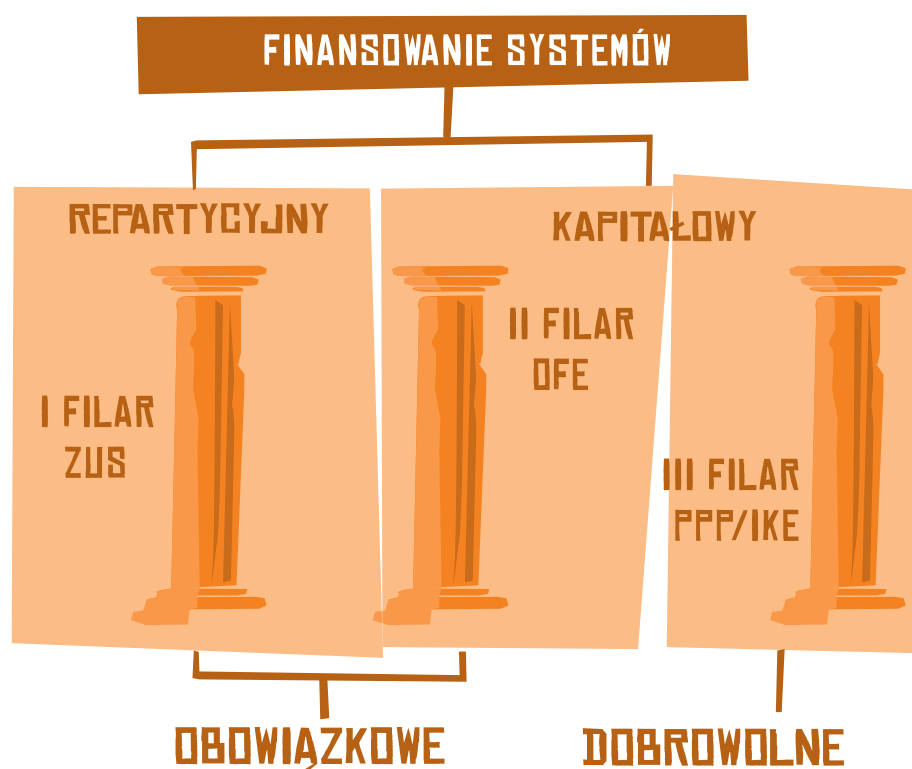 FINANSOWANIE SYSTEMÓW
REPARTYCYJNY
KAPITAŁOWY
I FILAR
ZUS
II FILAR
OFE
III FILAR
PPP/IKE
OBOWIĄZKOWE
DOBROWOLNE